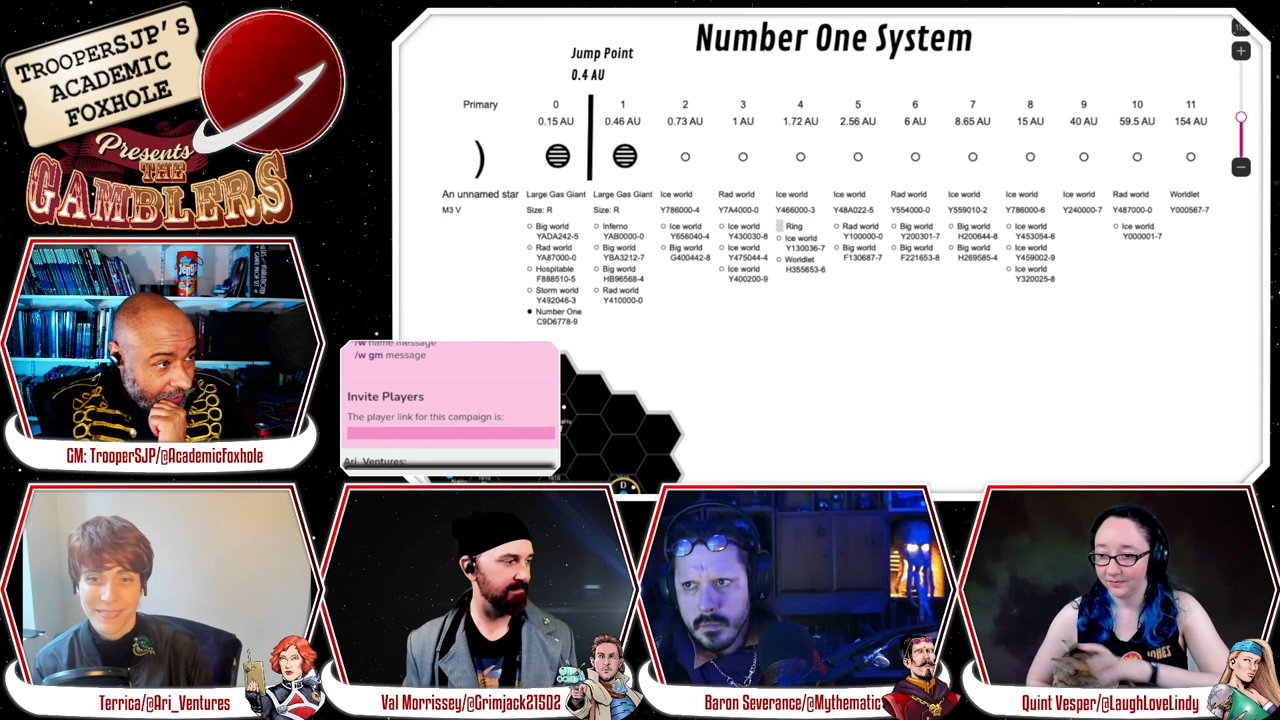 TROOPERSJP'S
ACADEMIC
FOXHOLE
Presents
THE
GAMBLERS
Number One System
Jump Point
0.4 AU
Primary 0 1 2 3 4 5 6 7 8 9 10 11
0.15 AU 0.46 AU 0.73 AU 1 AU 1.72 AU 2.56 AU 6 AU 8.65 AU 15 AU 40 AU 59.5 AU 154 AU
An unnamed star Large Gas Giant Large Gas Giant Ice world Rad world Ice world Ice world Rad world Ice world Ice world Ice world Rad world Worldlet
M3 V Size: R Size: R Y786000-4 Y7A4000-0 Y466000-3 Y48A022-5 Y554000-0 Y559010-2 Y786000-6 Y240000-7 Y487000-0 Y000567-7
Big world Inferno Ice world Ice world Ring Rad world Big world Big world Ice world Ice world
YADA242-5 YAB0000-0 Y656040-4 Y430030-8 Y100000-0 Y200301-7 H200644-8 Y453054-6 Y000001-7
Rad world Big world Big world Ice world Ice world Big world Big world Big world Ice world
YA87000-0 YBA3212-7 G400442-8 Y475044-4 Y130036-7 F130687-7 F221653-8 H269585-4 Y459002-9
Hospitable Big world Ice world Worldlet Ice world
F888510-5 HB96568-4 Y400200-9 H355653-6 Y320025-8
Storm world Rad world
Y492046-3 Y410000-0
Number One
C9D6778-9
/w name message
/w gm message
Invite Players
The player link for this campaign is:
Ari_Ventures:
D
GM: TrooperSJP/@AcademicFoxhole
Terrica/@Ari_Ventures
Val Morrissey/@Grimjack21502
Baron Severance/@Mythematic
Quint Vesper/@LaughLoveLindy